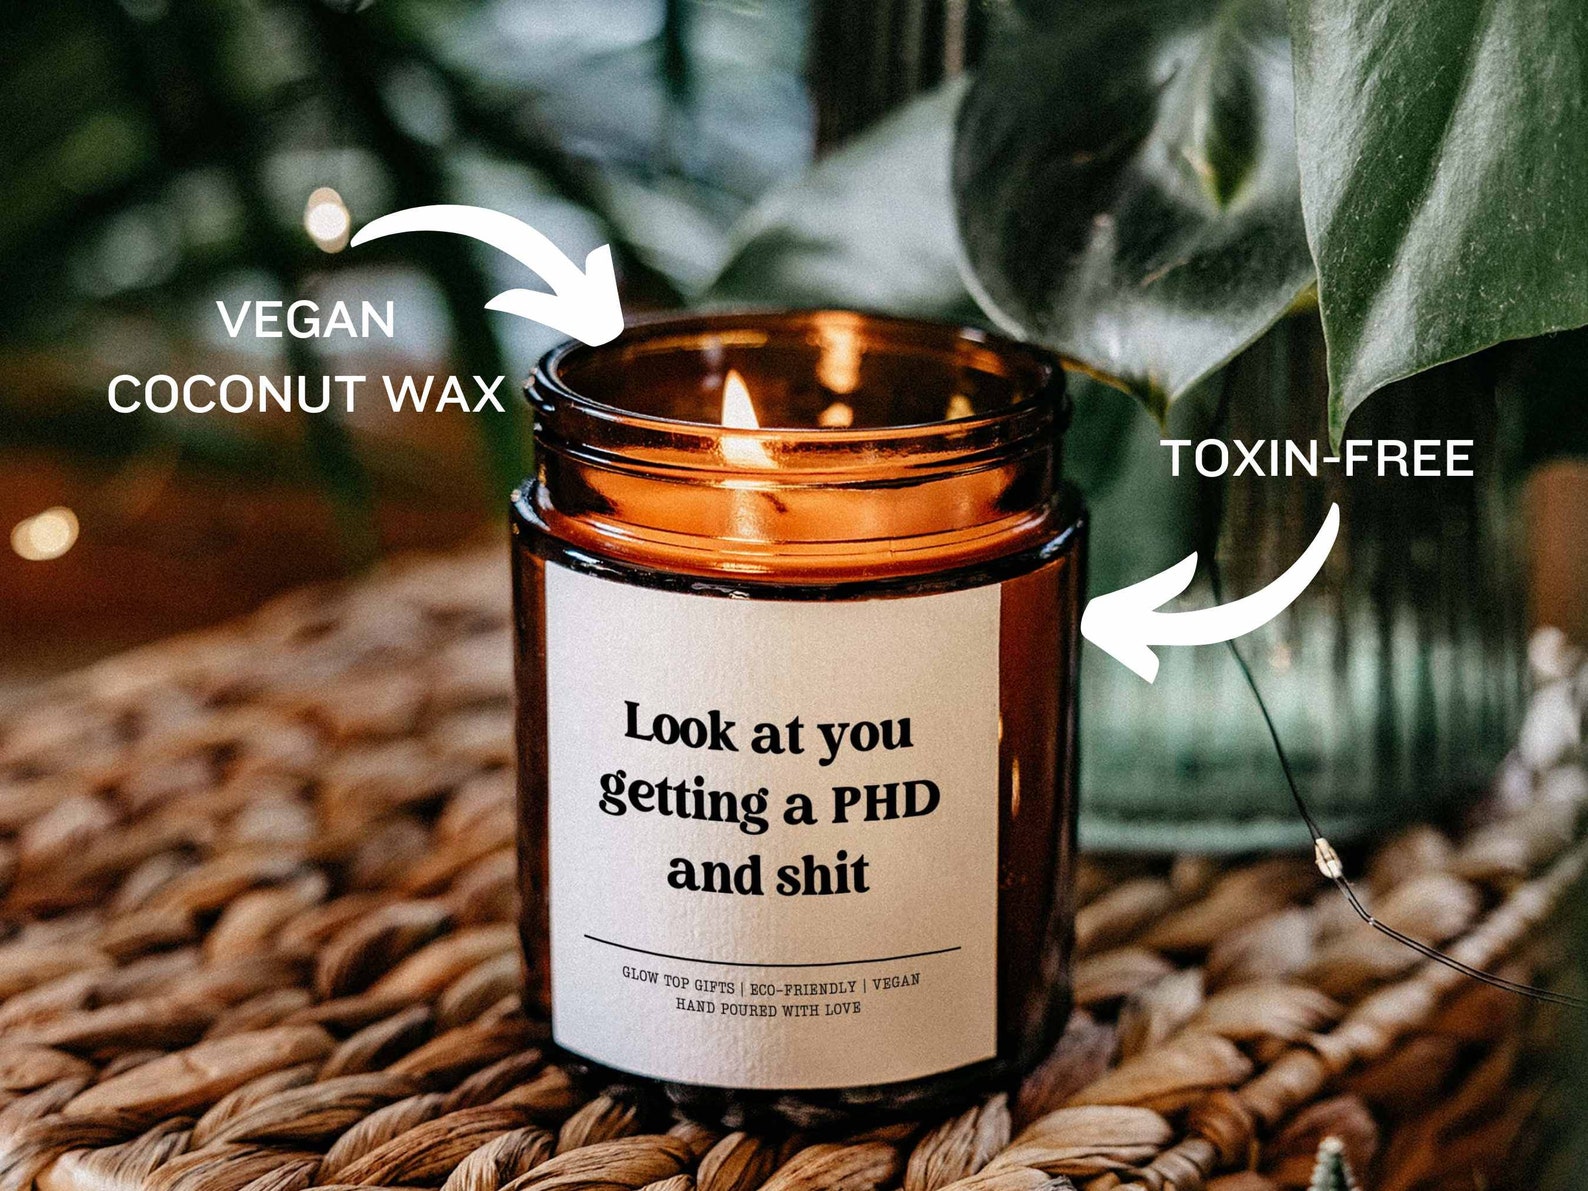 VEGAN
COCONUT WAX
TOXIN-FREE
Look at you
getting a PHD
and shit
GLOW TOP GIFTS | ECO-FRIENDLY | VEGAN
HAND POURED WITH LOVE